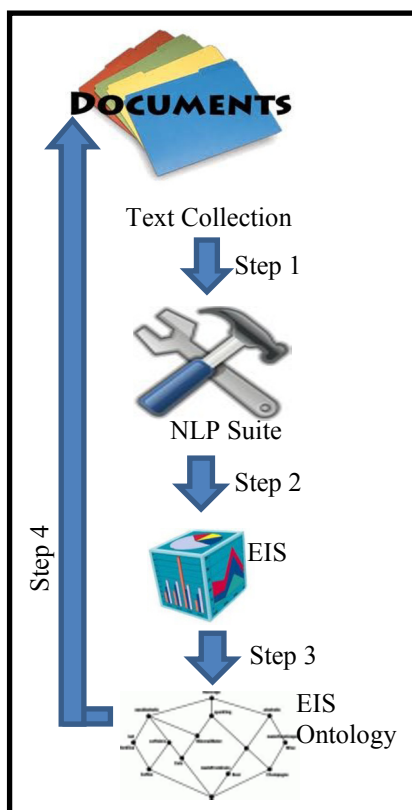 DOCUMENTS
Text Collection
Step 1
NLP Suite
Step 2
EIS
Step 3
Step 4
EIS
Ontology